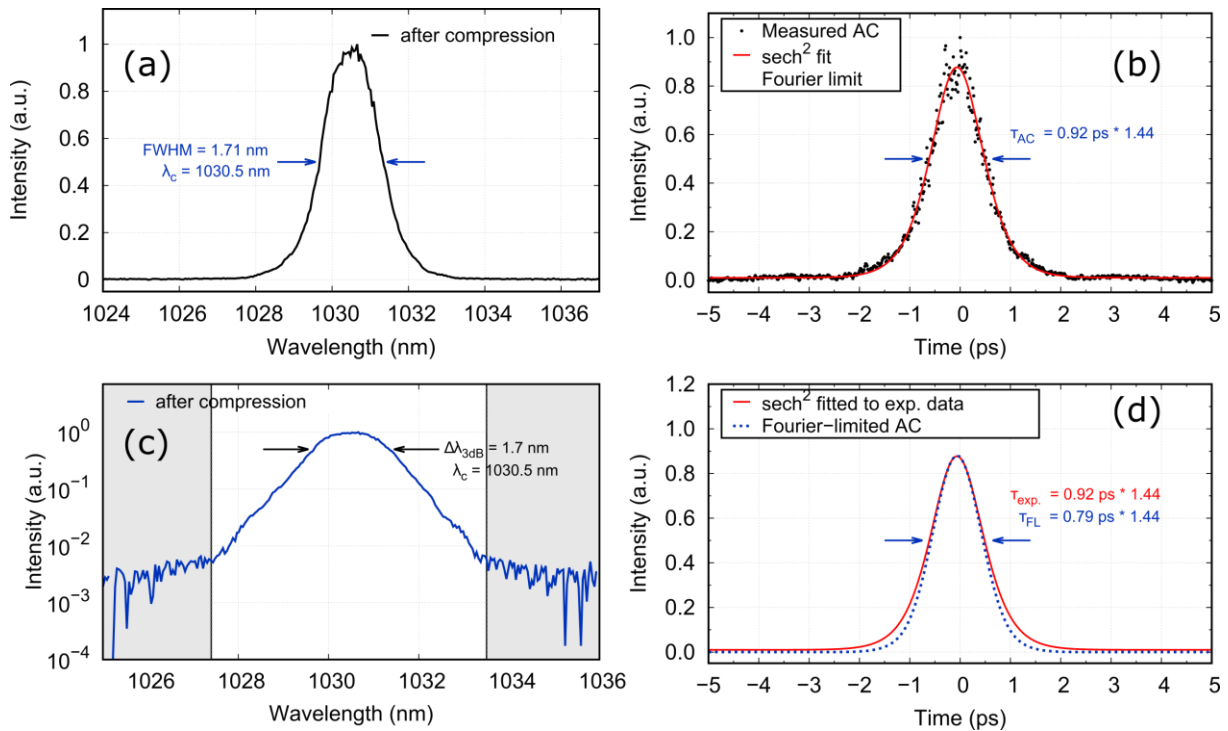 (a)
after compression
FWHM = 1.71 nm
λc = 1030.5 nm
Intensity (a.u.)
1
0.8
0.6
0.4
0.2
0
1024 1026 1028 1030 1032 1034 1036
Wavelength (nm)
(b)
Measured AC
sech² fit
Fourier limit
τAC = 0.92 ps * 1.44
Intensity (a.u.)
1.0
0.8
0.6
0.4
0.2
0.0
−5 −4 −3 −2 −1 0 1 2 3 4 5
Time (ps)
(c)
after compression
Δλ3dB = 1.7 nm
λc = 1030.5 nm
Intensity (a.u.)
10⁰
10⁻¹
10⁻²
10⁻³
10⁻⁴
1026 1028 1030 1032 1034 1036
Wavelength (nm)
(d)
sech² fitted to exp. data
Fourier−limited AC
τexp. = 0.92 ps * 1.44
τFL = 0.79 ps * 1.44
Intensity (a.u.)
1.2
1.0
0.8
0.6
0.4
0.2
0.0
−5 −4 −3 −2 −1 0 1 2 3 4 5
Time (ps)